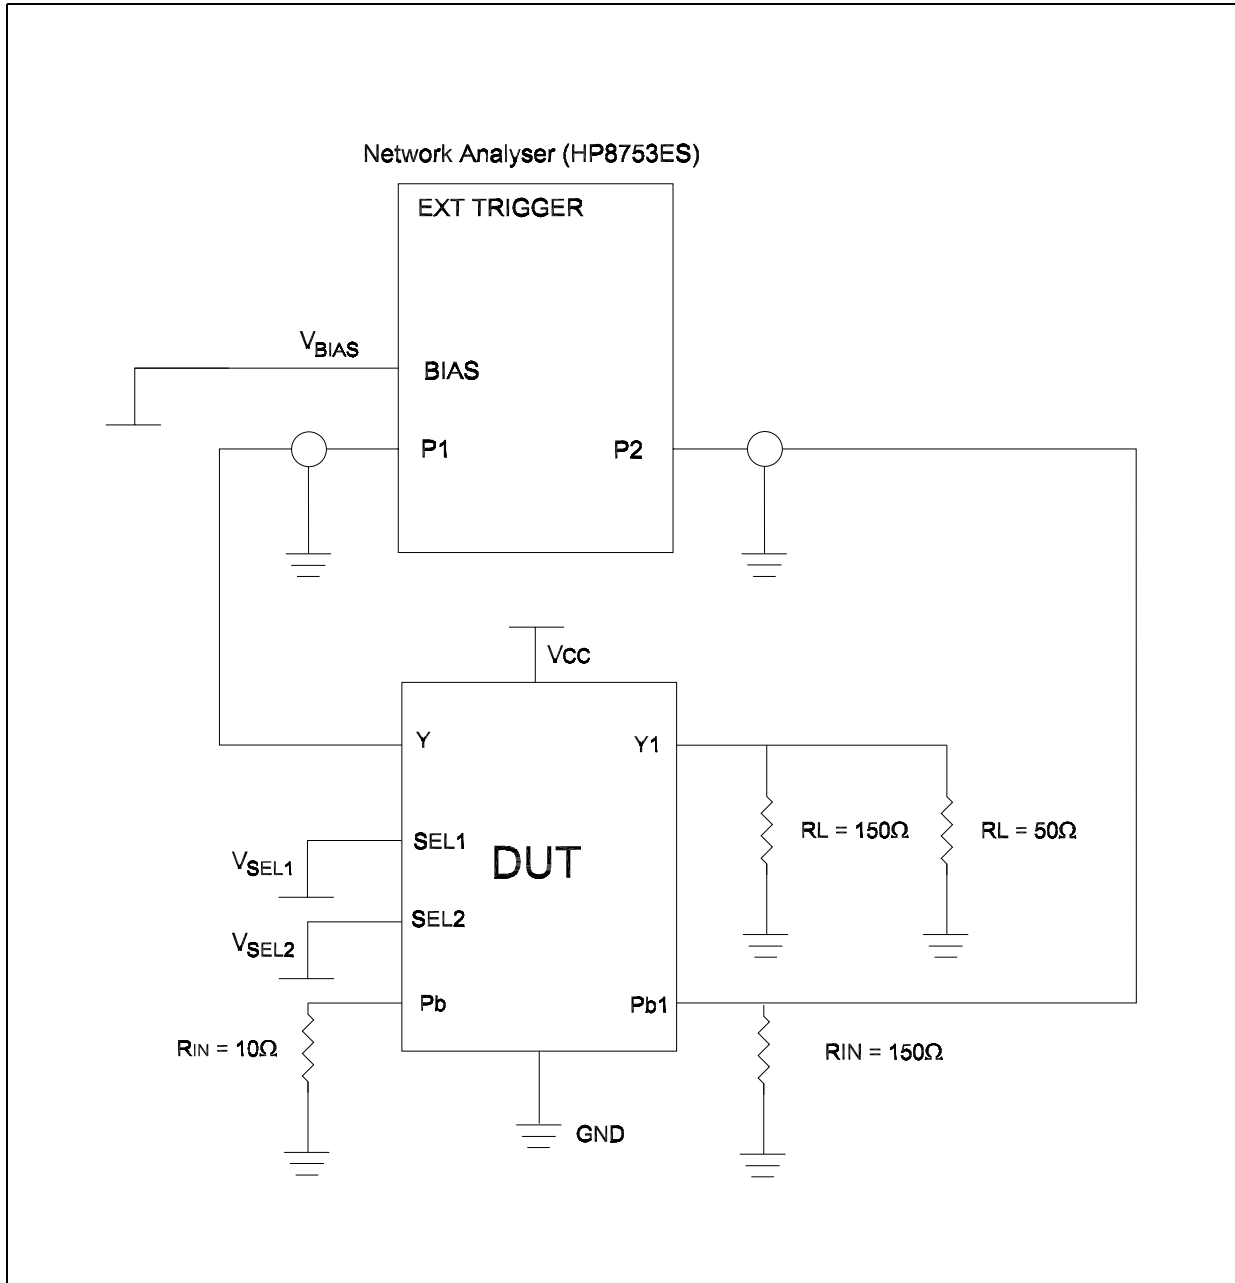 Network Analyser (HP8753ES)
EXT TRIGGER
VBIAS
BIAS
P1
P2
Vcc
Y
Y1
SEL1
VSEL1
DUT
RL = 150Ω
RL = 50Ω
SEL2
VSEL2
Pb
Pb1
RIN = 10Ω
RIN = 150Ω
GND